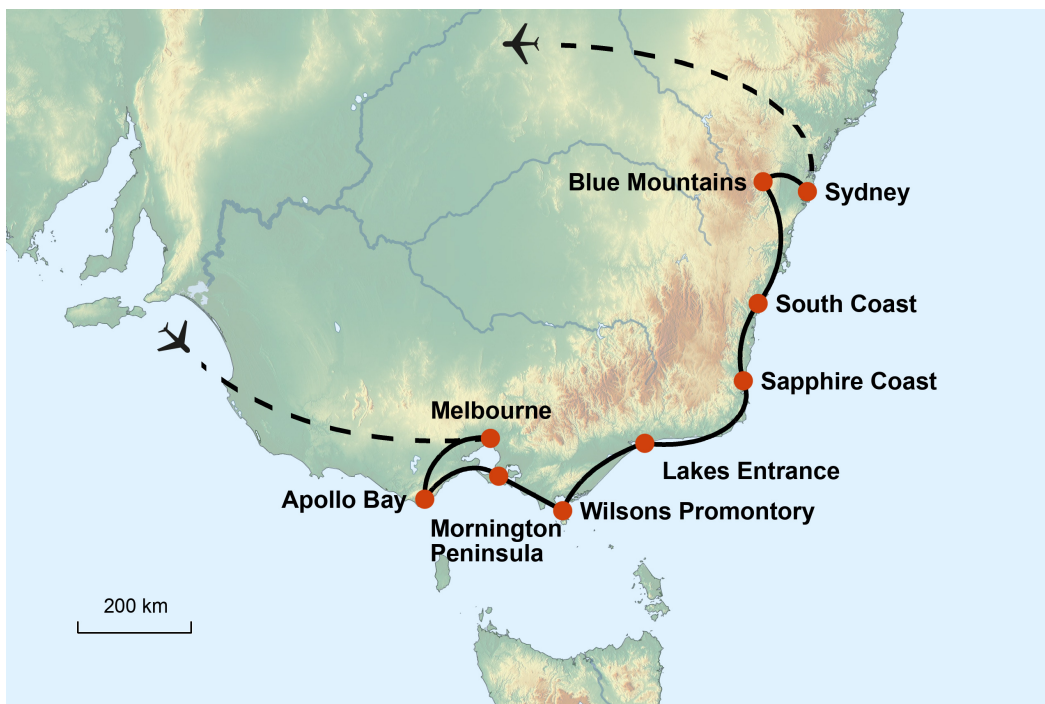 Blue Mountains
Sydney
South Coast
Sapphire Coast
Melbourne
Lakes Entrance
Apollo Bay
Wilsons Promontory
Mornington
Peninsula
200 km